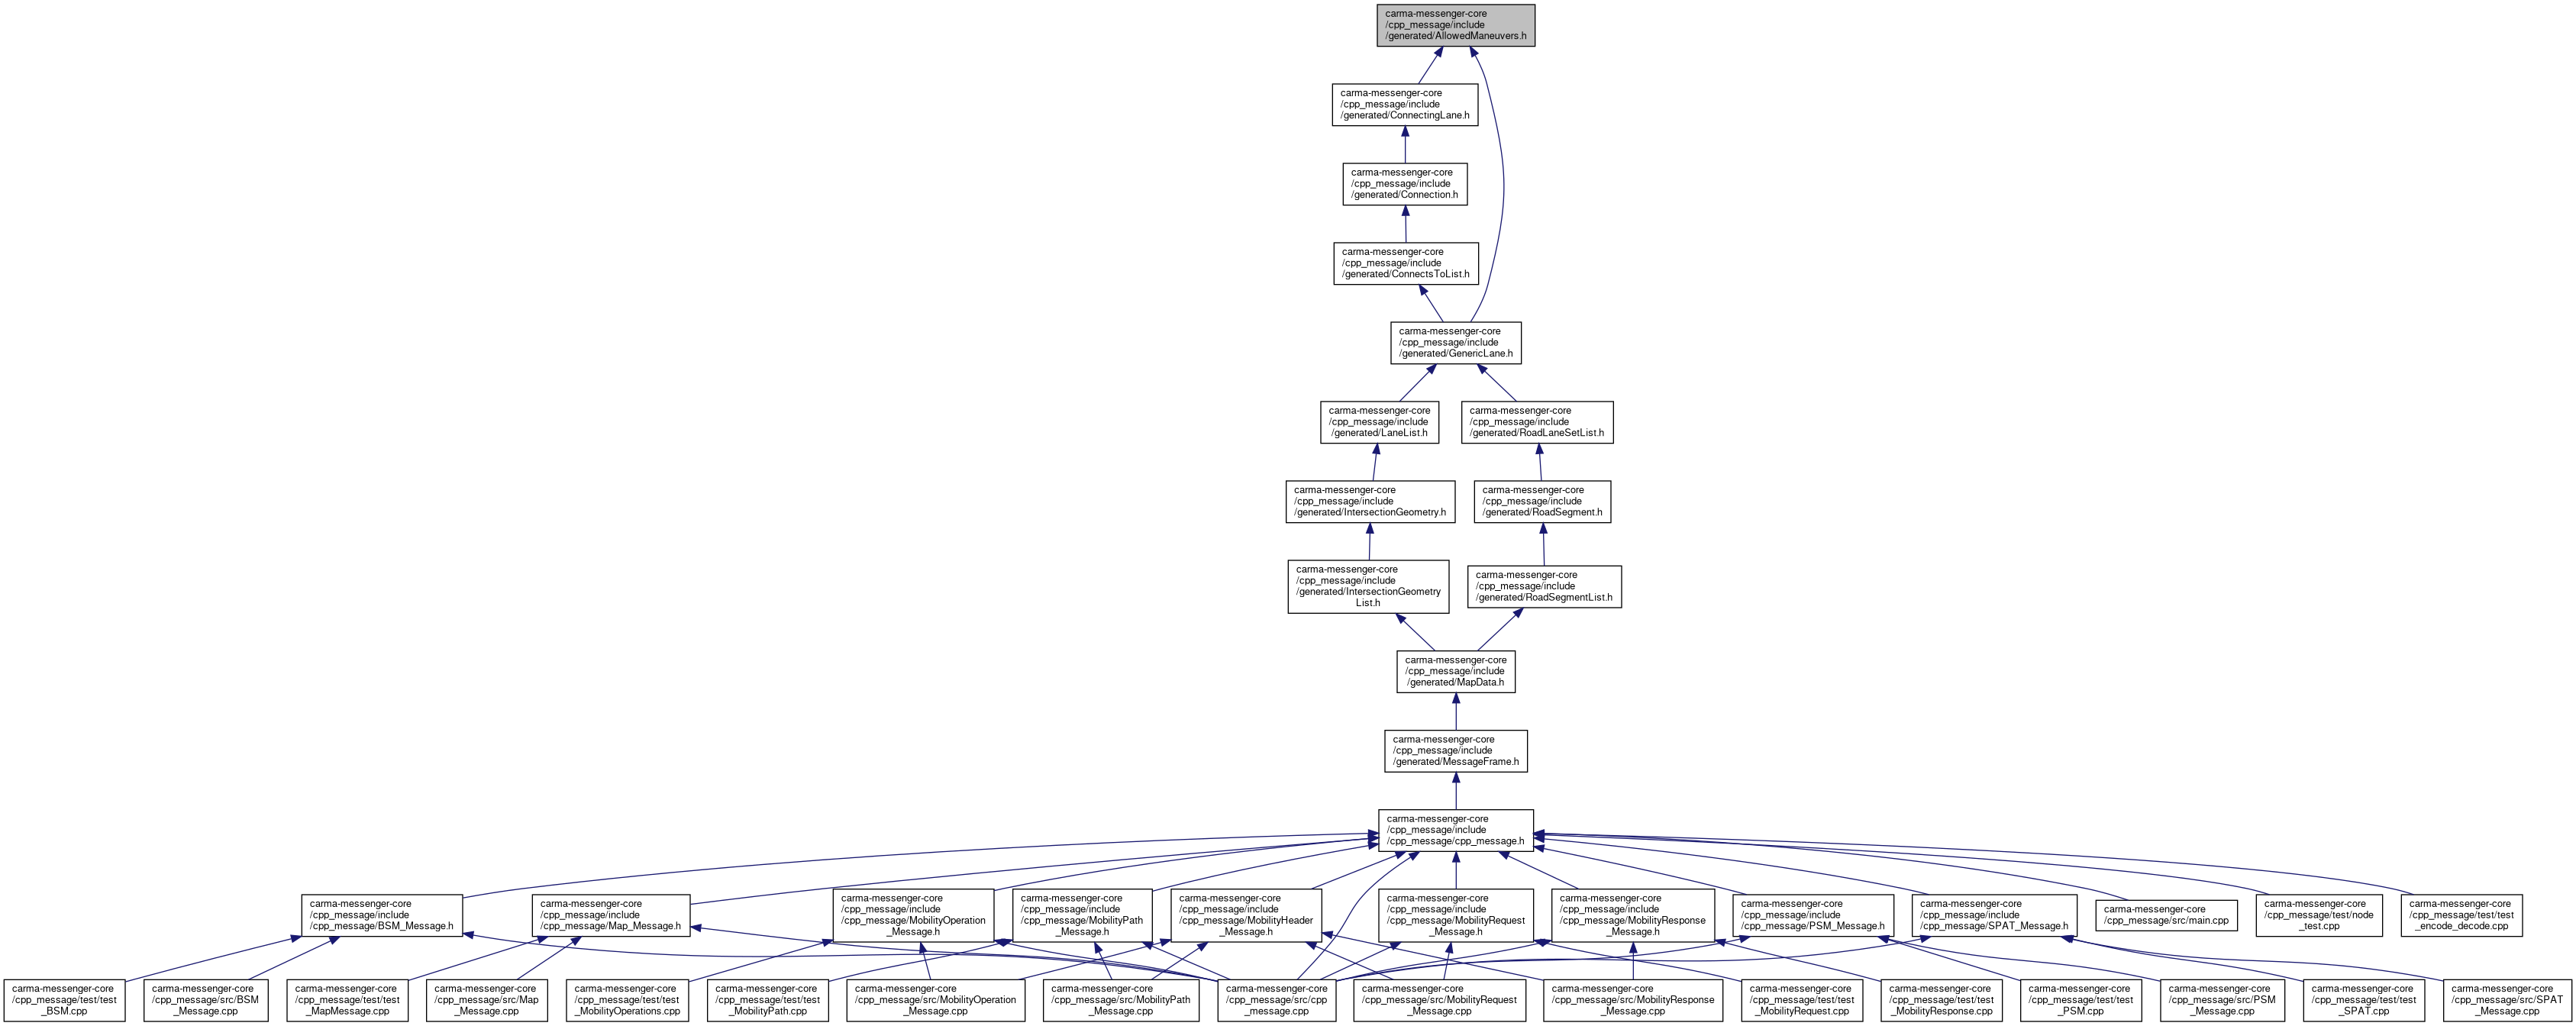 carma-messenger-core
/cpp_message/include
/generated/AllowedManeuvers.h
carma-messenger-core
/cpp_message/include
/generated/ConnectingLane.h
carma-messenger-core
/cpp_message/include
/generated/Connection.h
carma-messenger-core
/cpp_message/include
/generated/ConnectsToList.h
carma-messenger-core
/cpp_message/include
/generated/GenericLane.h
carma-messenger-core
/cpp_message/include
/generated/LaneList.h
carma-messenger-core
/cpp_message/include
/generated/RoadLaneSetList.h
carma-messenger-core
/cpp_message/include
/generated/IntersectionGeometry.h
carma-messenger-core
/cpp_message/include
/generated/RoadSegment.h
carma-messenger-core
/cpp_message/include
/generated/IntersectionGeometry
List.h
carma-messenger-core
/cpp_message/include
/generated/RoadSegmentList.h
carma-messenger-core
/cpp_message/include
/generated/MapData.h
carma-messenger-core
/cpp_message/include
/generated/MessageFrame.h
carma-messenger-core
/cpp_message/include
/cpp_message/cpp_message.h
carma-messenger-core
/cpp_message/include
/cpp_message/BSM_Message.h
carma-messenger-core
/cpp_message/include
/cpp_message/Map_Message.h
carma-messenger-core
/cpp_message/include
/cpp_message/MobilityOperation
_Message.h
carma-messenger-core
/cpp_message/include
/cpp_message/MobilityPath
_Message.h
carma-messenger-core
/cpp_message/include
/cpp_message/MobilityHeader
_Message.h
carma-messenger-core
/cpp_message/include
/cpp_message/MobilityRequest
_Message.h
carma-messenger-core
/cpp_message/include
/cpp_message/MobilityResponse
_Message.h
carma-messenger-core
/cpp_message/include
/cpp_message/PSM_Message.h
carma-messenger-core
/cpp_message/include
/cpp_message/SPAT_Message.h
carma-messenger-core
/cpp_message/src/main.cpp
carma-messenger-core
/cpp_message/test/node
_test.cpp
carma-messenger-core
/cpp_message/test/test
_encode_decode.cpp
carma-messenger-core
/cpp_message/test/test
_BSM.cpp
carma-messenger-core
/cpp_message/src/BSM
_Message.cpp
carma-messenger-core
/cpp_message/test/test
_MapMessage.cpp
carma-messenger-core
/cpp_message/src/Map
_Message.cpp
carma-messenger-core
/cpp_message/test/test
_MobilityOperations.cpp
carma-messenger-core
/cpp_message/test/test
_MobilityPath.cpp
carma-messenger-core
/cpp_message/src/MobilityOperation
_Message.cpp
carma-messenger-core
/cpp_message/src/MobilityPath
_Message.cpp
carma-messenger-core
/cpp_message/src/cpp
_message.cpp
carma-messenger-core
/cpp_message/src/MobilityRequest
_Message.cpp
carma-messenger-core
/cpp_message/src/MobilityResponse
_Message.cpp
carma-messenger-core
/cpp_message/test/test
_MobilityRequest.cpp
carma-messenger-core
/cpp_message/test/test
_MobilityResponse.cpp
carma-messenger-core
/cpp_message/test/test
_PSM.cpp
carma-messenger-core
/cpp_message/src/PSM
_Message.cpp
carma-messenger-core
/cpp_message/test/test
_SPAT.cpp
carma-messenger-core
/cpp_message/src/SPAT
_Message.cpp